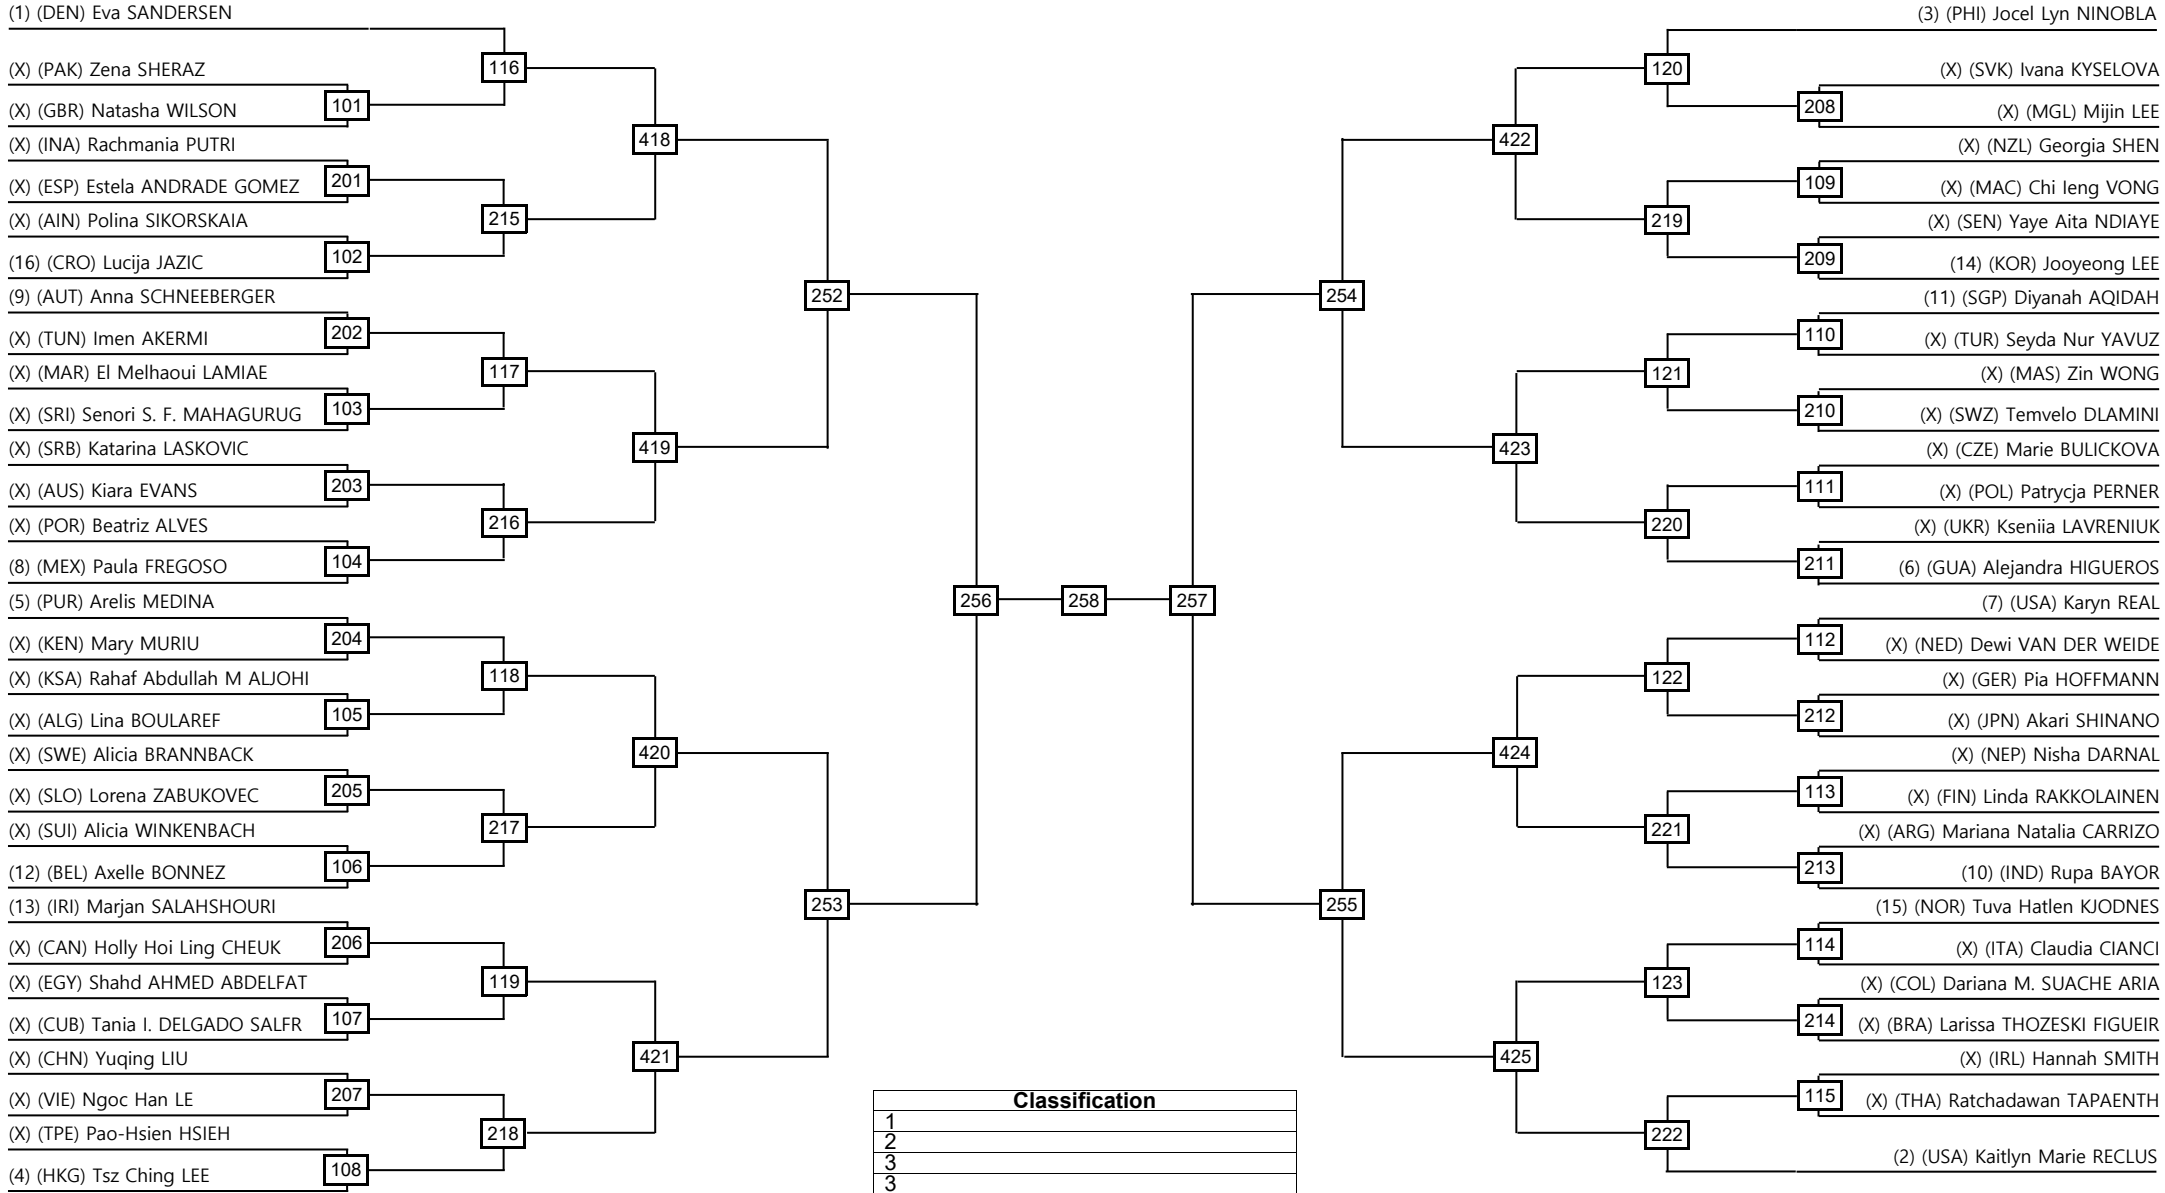 (1) (DEN) Eva SANDERSEN
(X) (PAK) Zena SHERAZ
(X) (GBR) Natasha WILSON
(X) (INA) Rachmania PUTRI
(X) (ESP) Estela ANDRADE GOMEZ
(X) (AIN) Polina SIKORSKAIA
(16) (CRO) Lucija JAZIC
(9) (AUT) Anna SCHNEEBERGER
(X) (TUN) Imen AKERMI
(X) (MAR) El Melhaoui LAMIAE
(X) (SRI) Senori S. F. MAHAGURUG
(X) (SRB) Katarina LASKOVIC
(X) (AUS) Kiara EVANS
(X) (POR) Beatriz ALVES
(8) (MEX) Paula FREGOSO
(5) (PUR) Arelis MEDINA
(X) (KEN) Mary MURIU
(X) (KSA) Rahaf Abdullah M ALJOHI
(X) (ALG) Lina BOULAREF
(X) (SWE) Alicia BRANNBACK
(X) (SLO) Lorena ZABUKOVEC
(X) (SUI) Alicia WINKENBACH
(12) (BEL) Axelle BONNEZ
(13) (IRI) Marjan SALAHSHOURI
(X) (CAN) Holly Hoi Ling CHEUK
(X) (EGY) Shahd AHMED ABDELFAT
(X) (CUB) Tania I. DELGADO SALFR
(X) (CHN) Yuqing LIU
(X) (VIE) Ngoc Han LE
(X) (TPE) Pao-Hsien HSIEH
(4) (HKG) Tsz Ching LEE
101
201
102
202
103
203
104
204
105
205
106
206
107
207
108
116
215
117
216
118
217
119
218
418
419
420
421
252
253
256
258
257
254
255
422
423
424
425
120
219
121
220
122
221
123
222
208
109
209
110
210
111
211
112
212
113
213
114
214
115
(3) (PHI) Jocel Lyn NINOBLA
(X) (SVK) Ivana KYSELOVA
(X) (MGL) Mijin LEE
(X) (NZL) Georgia SHEN
(X) (MAC) Chi Ieng VONG
(X) (SEN) Yaye Aita NDIAYE
(14) (KOR) Jooyeong LEE
(11) (SGP) Diyanah AQIDAH
(X) (TUR) Seyda Nur YAVUZ
(X) (MAS) Zin WONG
(X) (SWZ) Temvelo DLAMINI
(X) (CZE) Marie BULICKOVA
(X) (POL) Patrycja PERNER
(X) (UKR) Kseniia LAVRENIUK
(6) (GUA) Alejandra HIGUEROS
(7) (USA) Karyn REAL
(X) (NED) Dewi VAN DER WEIDE
(X) (GER) Pia HOFFMANN
(X) (JPN) Akari SHINANO
(X) (NEP) Nisha DARNAL
(X) (FIN) Linda RAKKOLAINEN
(X) (ARG) Mariana Natalia CARRIZO
(10) (IND) Rupa BAYOR
(15) (NOR) Tuva Hatlen KJODNES
(X) (ITA) Claudia CIANCI
(X) (COL) Dariana M. SUACHE ARIA
(X) (BRA) Larissa THOZESKI FIGUEIR
(X) (IRL) Hannah SMITH
(X) (THA) Ratchadawan TAPAENTH
(2) (USA) Kaitlyn Marie RECLUS
Classification
1
2
3
3